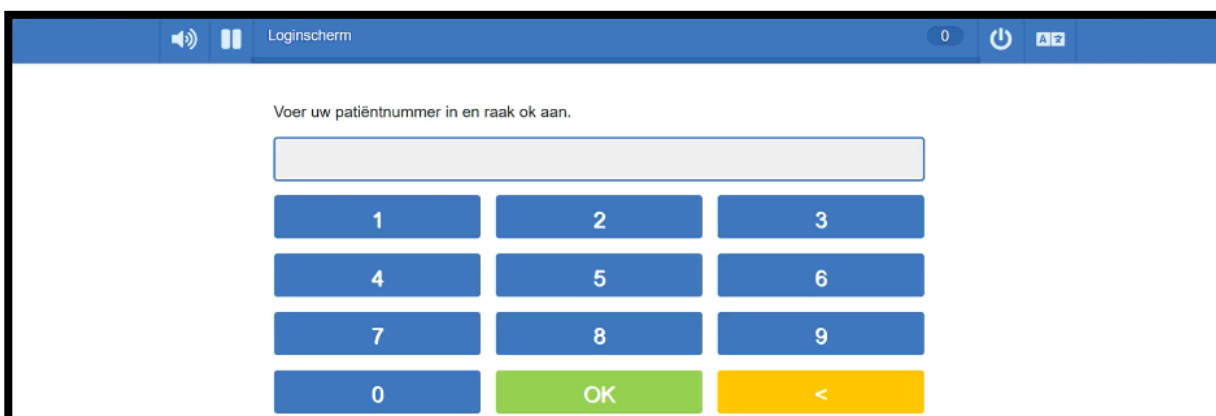 Loginscherm 0
Voer uw patiëntnummer in en raak ok aan.
1 2 3
4 5 6
7 8 9
0 OK <